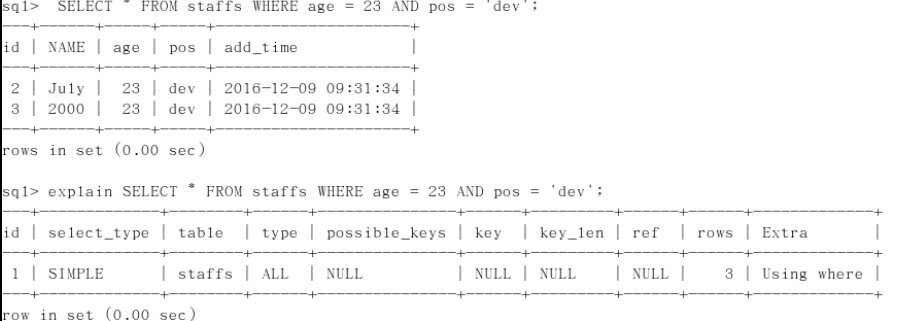 sql>  SELECT * FROM staffs WHERE age = 23 AND pos = 'dev';
---+------+-----+-----+---------------------+
id | NAME | age | pos | add_time            |
---+------+-----+-----+---------------------+
 2 | July |  23 | dev | 2016-12-09 09:31:34 |
 3 | 2000 |  23 | dev | 2016-12-09 09:31:34 |
---+------+-----+-----+---------------------+
rows in set (0.00 sec)
sql> explain SELECT * FROM staffs WHERE age = 23 AND pos = 'dev';
---+-------------+--------+------+---------------+------+---------+------+------+-------------+
id | select_type | table  | type | possible_keys | key  | key_len | ref  | rows | Extra       |
---+-------------+--------+------+---------------+------+---------+------+------+-------------+
 1 | SIMPLE      | staffs | ALL  | NULL          | NULL | NULL    | NULL |    3 | Using where |
---+-------------+--------+------+---------------+------+---------+------+------+-------------+
row in set (0.00 sec)